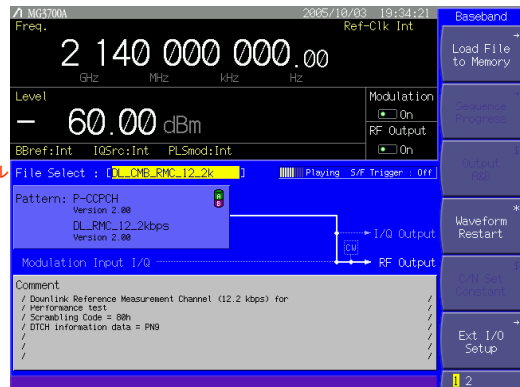 MG3700A 2005/10/03 19:34:21
Freq. Ref-Clk Int
2 140 000 000.00
GHz MHz kHz Hz
Level
- 60.00 dBm
Modulation
On
RF Output
On
BBref:Int IQSrc:Int PLSmod:Int
File Select : [DL_CMB_RMC_12_2k ] Playing S/F Trigger : Off
Pattern: P-CCPCH
Version 2.00
DL_RMC_12_2kbps
Version 2.00
A
B
I/Q Output
CW
Modulation Input I/Q RF Output
Comment
/ Downlink Reference Measurement Channel (12.2 kbps) for /
/ Performance test /
/ Scrambling Code = 80h /
/ DTCH information data = PN9 /
/ /
/ /
Baseband
Load File
to Memory
Sequence
Progress
Output
A&B
*
Waveform
Restart
C/N Set
Constant
Ext I/O
Setup
1 2